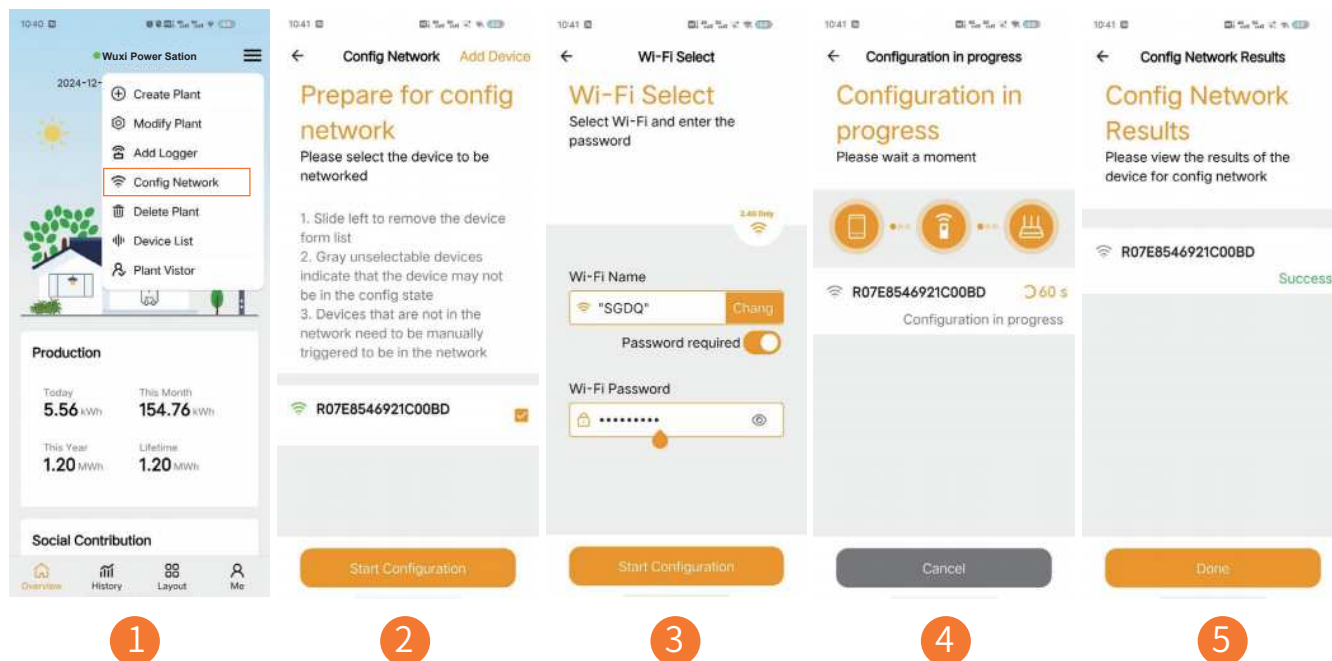 10:40
Wuxi Power Sation
2024-12-
Create Plant
Modify Plant
Add Logger
Config Network
Delete Plant
Device List
Plant Vistor
Production
Today
This Month
5.56 kWh
154.76 kWh
This Year
Lifetime
1.20 MWh
1.20 MWh
Social Contribution
Overview
History
Layout
Me
1
10:41
Config Network
Add Device
Prepare for config
network
Please select the device to be
networked
1. Slide left to remove the device
form list
2. Gray unselectable devices
indicate that the device may not
be in the config state
3. Devices that are not in the
network need to be manually
triggered to be in the network
R07E8546921C00BD
Start Configuration
2
10:41
Wi-Fi Select
Wi-Fi Select
Select Wi-Fi and enter the
password
2.4G Only
Wi-Fi Name
"SGDQ"
Chang
Password required
Wi-Fi Password
•••••••••
Start Configuration
3
10:41
Configuration in progress
Configuration in
progress
Please wait a moment
R07E8546921C00BD
60 s
Configuration in progress
Cancel
4
10:41
Config Network Results
Config Network
Results
Please view the results of the
device for config network
R07E8546921C00BD
Success
Done
5